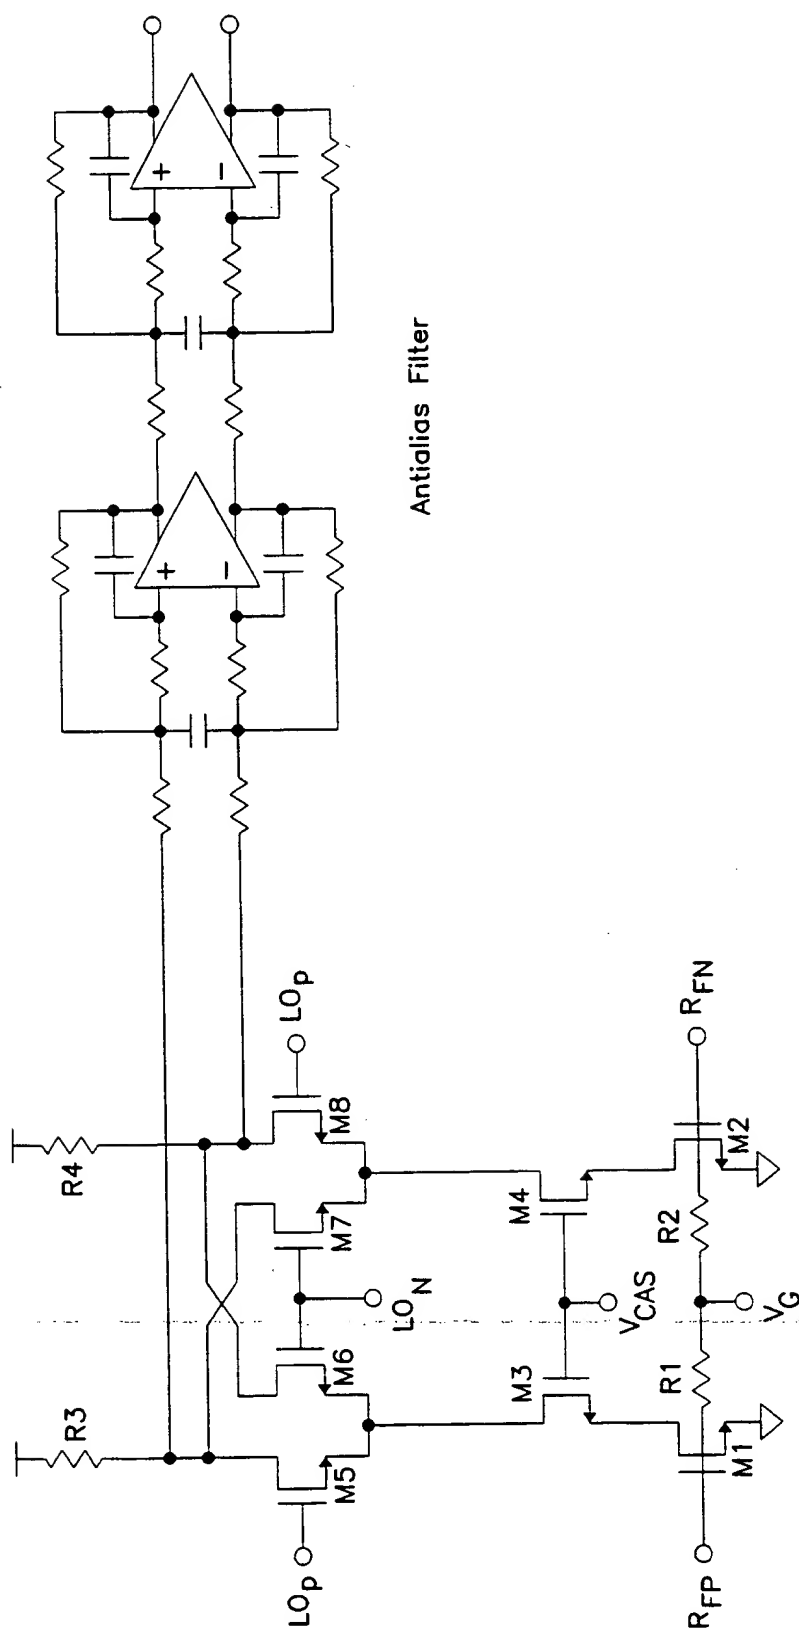 +
−
Antialias Filter
+
−
R3
R4
LOp
M5
M6
M7
M8
LOp
LON
M3
M4
VCAS
RFP
M1
R1
VG
R2
M2
RFN